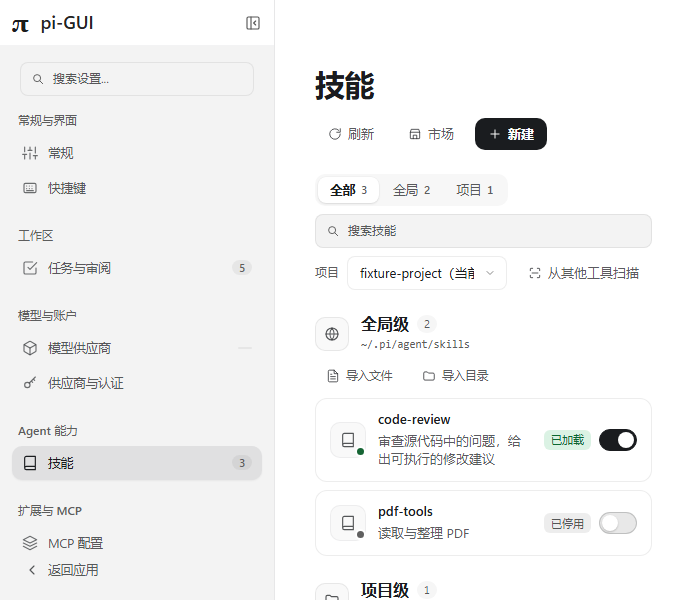 π pi-GUI
搜索设置...
常规与界面
常规
快捷键
工作区
任务与审阅 5
模型与账户
模型供应商 —
供应商与认证
Agent 能力
技能 3
扩展与 MCP
MCP 配置
返回应用
技能
刷新 市场 新建
全部 3 全局 2 项目 1
搜索技能
项目 fixture-project（当前 从其他工具扫描
全局级 2
~/.pi/agent/skills
导入文件 导入目录
code-review
审查源代码中的问题，给
出可执行的修改建议
已加载
pdf-tools
读取与整理 PDF
已停用
项目级 1